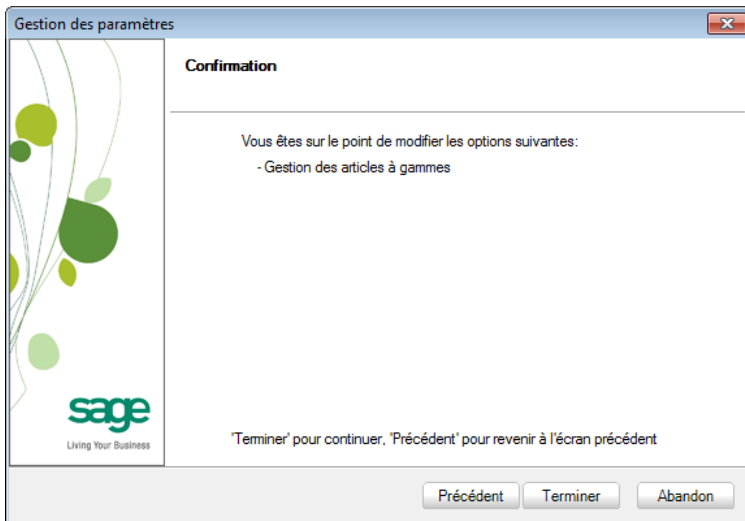 Gestion des paramètres
Confirmation
Vous êtes sur le point de modifier les options suivantes:
- Gestion des articles à gammes
sage
Living Your Business
'Terminer' pour continuer, 'Précédent' pour revenir à l'écran précédent
Précédent
Terminer
Abandon